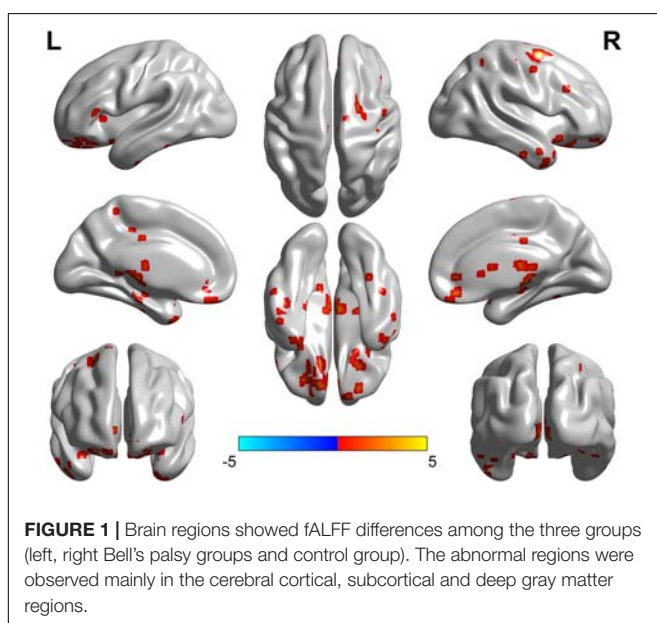 L
R
-5
5
FIGURE 1 | Brain regions showed fALFF differences among the three groups
(left, right Bell's palsy groups and control group). The abnormal regions were
observed mainly in the cerebral cortical, subcortical and deep gray matter
regions.